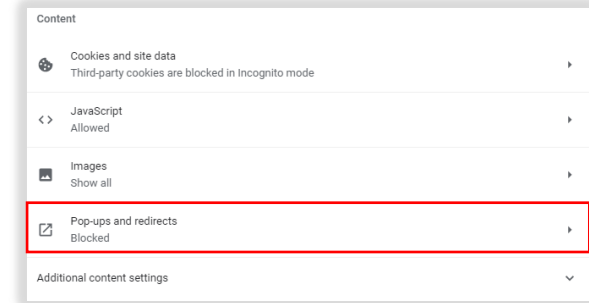 Content
Cookies and site data
Third-party cookies are blocked in Incognito mode
JavaScript
Allowed
Images
Show all
Pop-ups and redirects
Blocked
Additional content settings